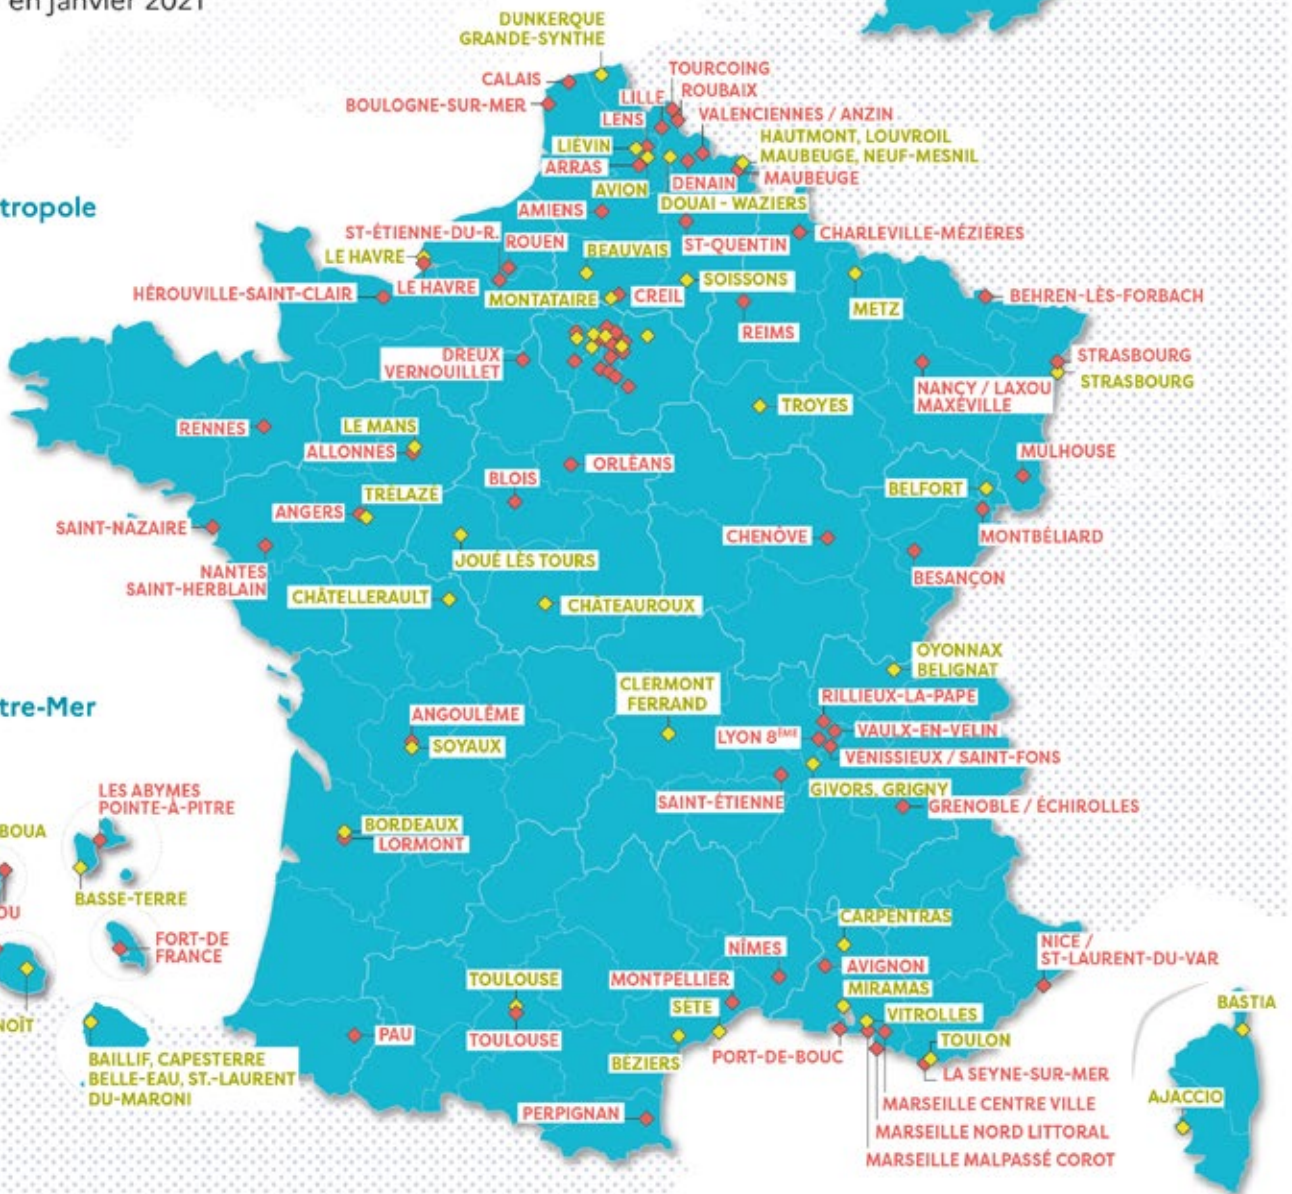 en janvier 2021
DUNKERQUE
GRANDE-SYNTHE
CALAIS
TOURCOING
BOULOGNE-SUR-MER
LILLE
ROUBAIX
LENS
VALENCIENNES / ANZIN
LIÉVIN
HAUTMONT, LOUVROIL
MAUBEUGE, NEUF-MESNIL
ARRAS
DENAIN
MAUBEUGE
AVION
DOUAI - WAZIERS
tropole
AMIENS
ST-QUENTIN
CHARLEVILLE-MÉZIÈRES
ST-ÉTIENNE-DU-R.
ROUEN
LE HAVRE
BEAUVAIS
SOISSONS
HÉROUVILLE-SAINT-CLAIR
LE HAVRE
MONTATAIRE
CREIL
METZ
BEHREN-LÈS-FORBACH
REIMS
DREUX
VERNOUILLET
STRASBOURG
STRASBOURG
NANCY / LAXOU
MAXÉVILLE
TROYES
RENNES
LE MANS
ALLONNES
MULHOUSE
BLOIS
ORLÉANS
BELFORT
TRÉLAZÉ
ANGERS
SAINT-NAZAIRE
CHENÔVE
MONTBÉLIARD
JOUÉ LÈS TOURS
NANTES
SAINT-HERBLAIN
BESANÇON
CHÂTELLERAULT
CHÂTEAUROUX
OYONNAX
BELIGNAT
CLERMONT
FERRAND
RILLIEUX-LA-PAPE
tre-Mer
ANGOULÊME
SOYAUX
LYON 8ÈME
VAULX-EN-VELIN
VÉNISSIEUX / SAINT-FONS
LES ABYMES
POINTE-À-PITRE
SAINT-ÉTIENNE
GIVORS, GRIGNY
GRENOBLE / ÉCHIROLLES
BOUA
BORDEAUX
LORMONT
BASSE-TERRE
OU
CARPENTRAS
FORT-DE
FRANCE
NÎMES
AVIGNON
NICE /
ST-LAURENT-DU-VAR
TOULOUSE
MONTPELLIER
MIRAMAS
SÈTE
BASTIA
NOÎT
VITROLLES
PAU
TOULOUSE
TOULON
BAILLIF, CAPESTERRE
BELLE-EAU, ST.-LAURENT
DU-MARONI
BÉZIERS
PORT-DE-BOUC
LA SEYNE-SUR-MER
AJACCIO
PERPIGNAN
MARSEILLE CENTRE VILLE
MARSEILLE NORD LITTORAL
MARSEILLE MALPASSÉ COROT